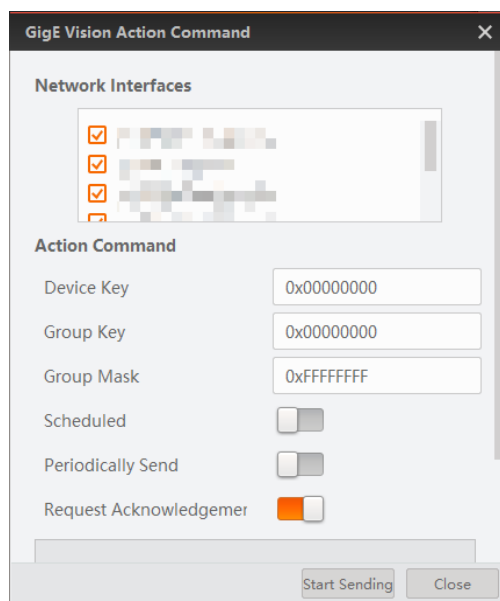 GigE Vision Action Command
Network Interfaces
Action Command
Device Key 0x00000000
Group Key 0x00000000
Group Mask 0xFFFFFFFF
Scheduled
Periodically Send
Request Acknowledgemer
Start Sending Close